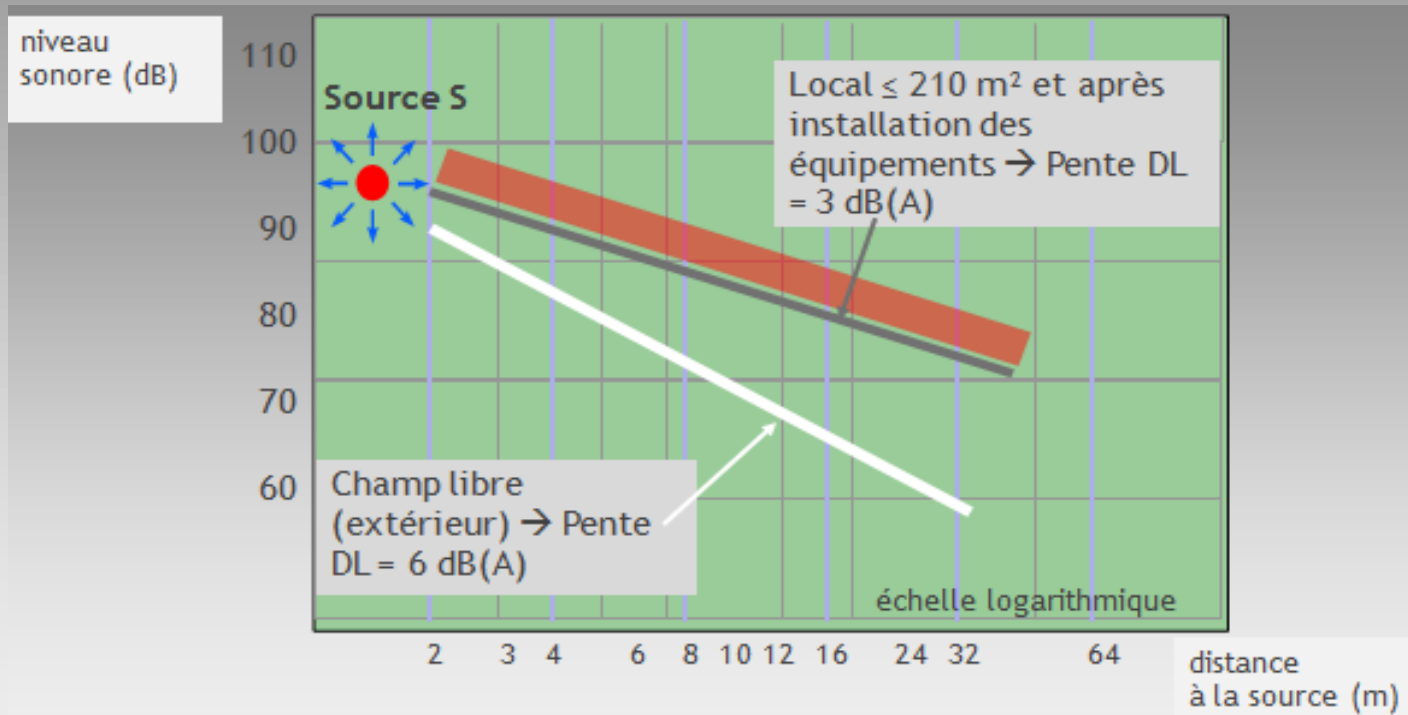 niveau
sonore (dB)
110
100
90
80
70
60
Source S
Local ≤ 210 m² et après
installation des
équipements → Pente DL
= 3 dB(A)
Champ libre
(extérieur) → Pente
DL = 6 dB(A)
échelle logarithmique
2 3 4 6 8 10 12 16 24 32 64
distance
à la source (m)